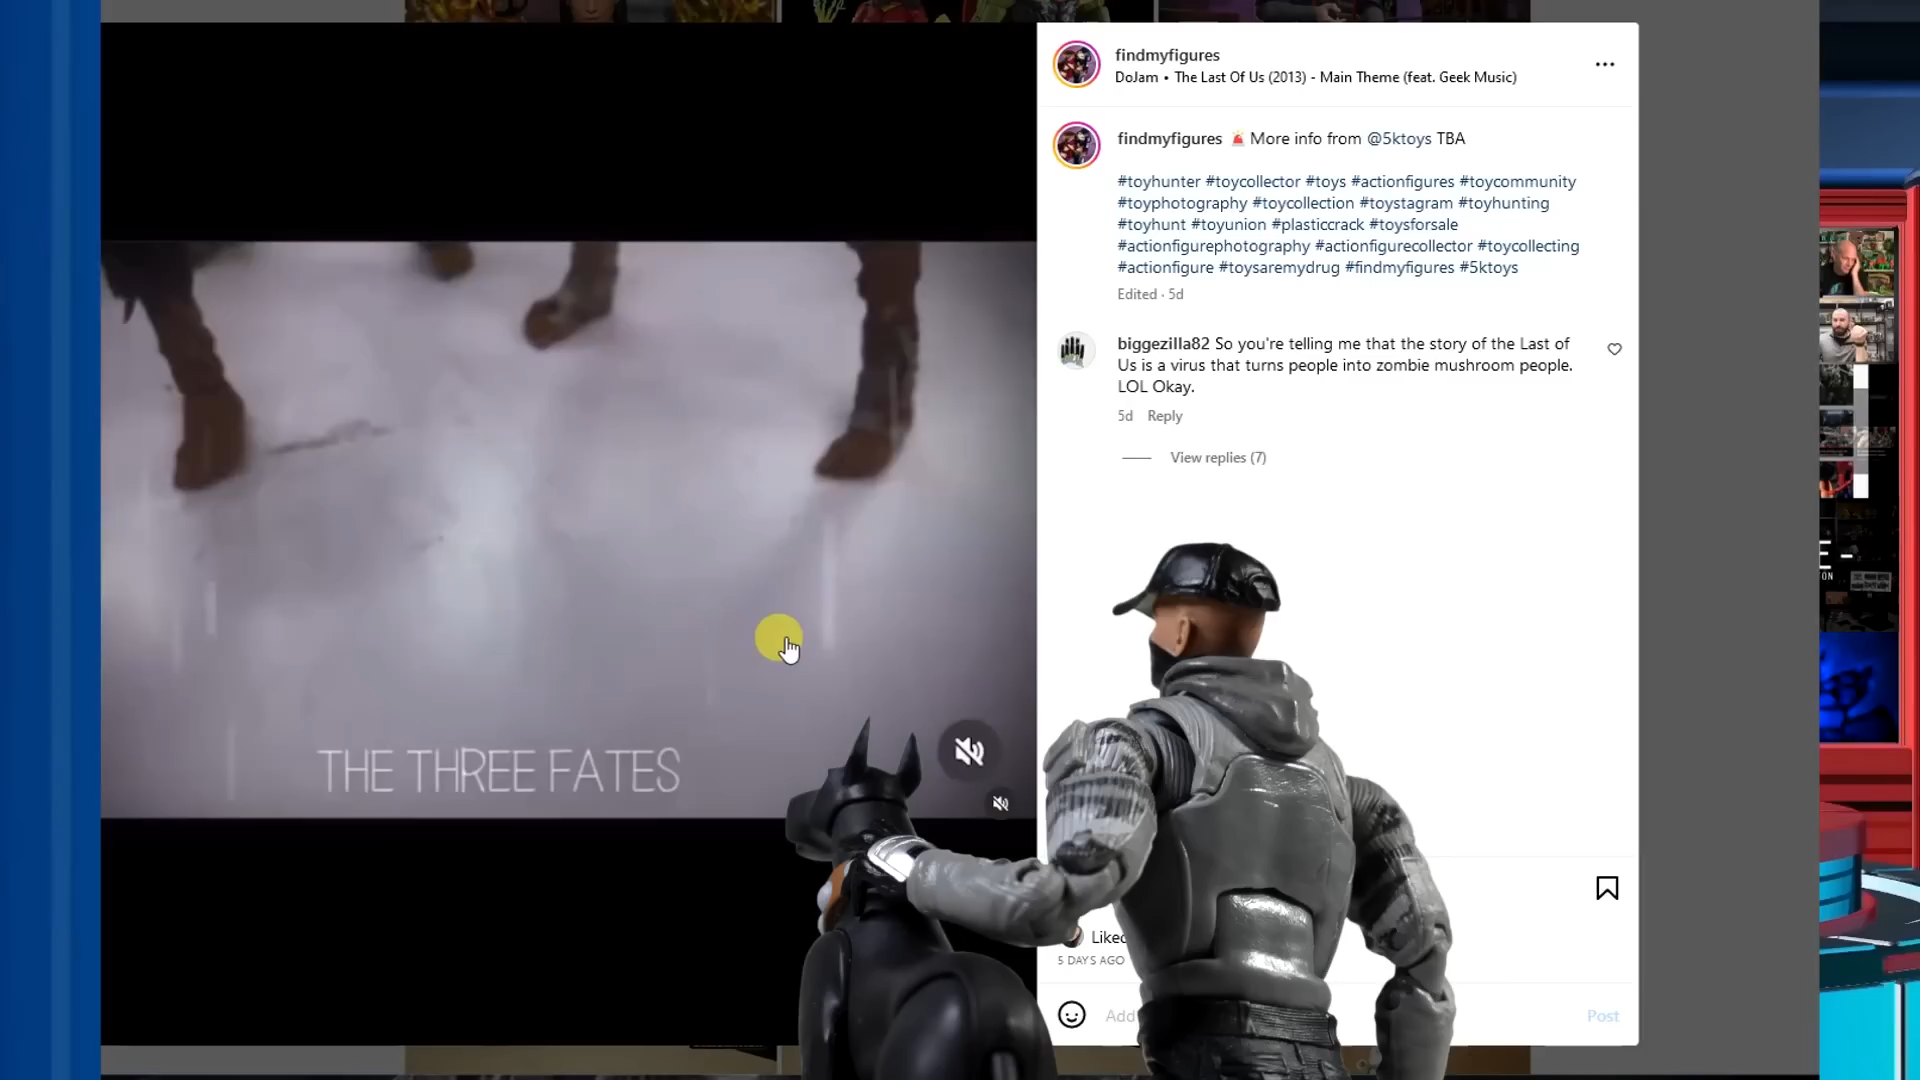 findmyfigures
DoJam • The Last Of Us (2013) - Main Theme (feat. Geek Music)
findmyfigures 🚨 More info from @5ktoys TBA
#toyhunter #toycollector #toys #actionfigures #toycommunity
#toyphotography #toycollection #toystagram #toyhunting
#toyhunt #toyunion #plasticcrack #toysforsale
#actionfigurephotography #actionfigurecollector #toycollecting
#actionfigure #toysaremydrug #findmyfigures #5ktoys
Edited · 5d
biggezilla82 So you're telling me that the story of the Last of
Us is a virus that turns people into zombie mushroom people.
LOL Okay.
5d Reply
View replies (7)
THE THREE FATES
Liked
5 DAYS AGO
Add
Post
E -
ON